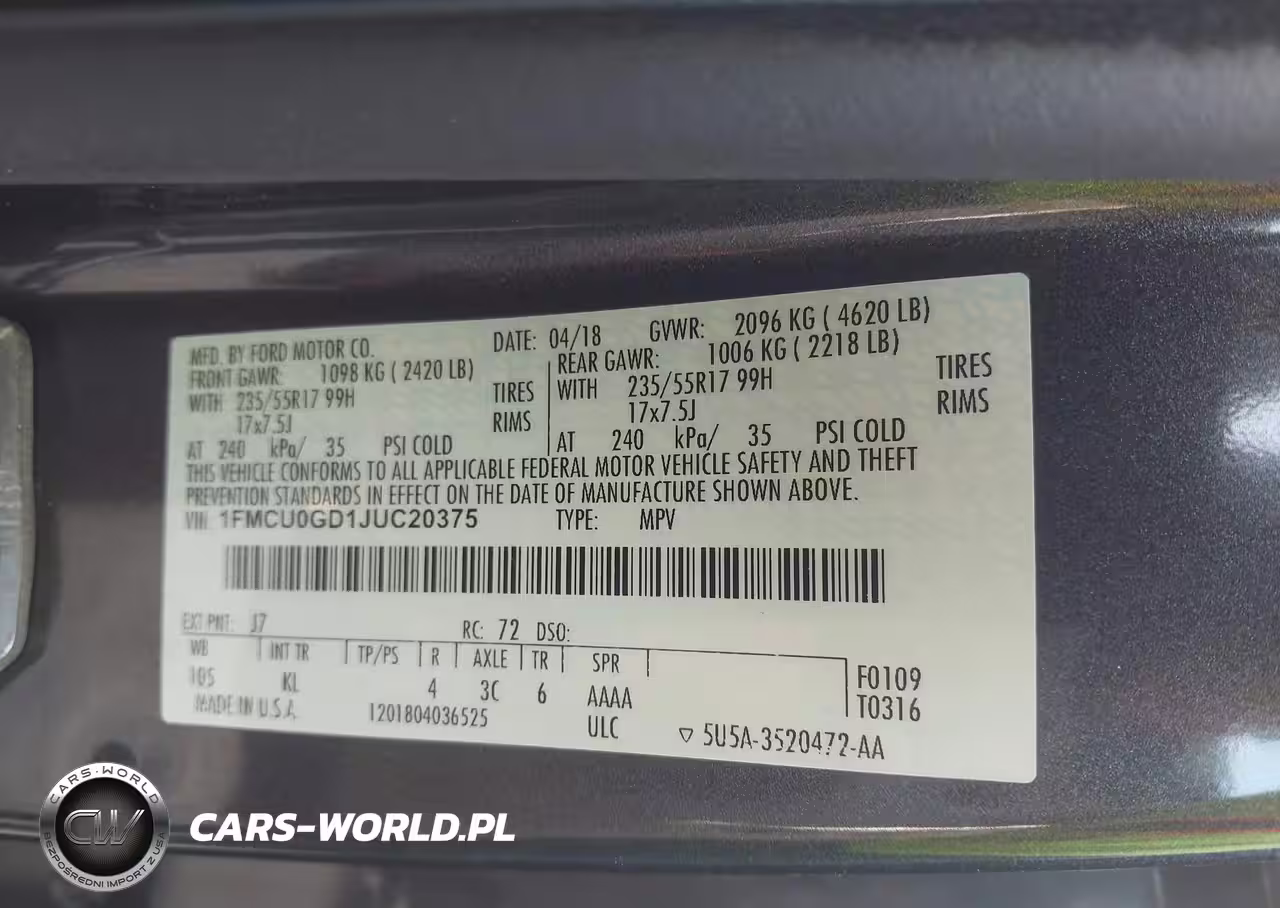 MFD. BY FORD MOTOR CO. DATE: 04/18 GVWR: 2096 KG ( 4620 LB)
FRONT GAWR: 1098 KG ( 2420 LB) REAR GAWR: 1006 KG ( 2218 LB)
WITH 235/55R17 99H TIRES WITH 235/55R17 99H TIRES
17x7.5J RIMS 17x7.5J RIMS
AT 240 kPa/ 35 PSI COLD AT 240 kPa/ 35 PSI COLD
THIS VEHICLE CONFORMS TO ALL APPLICABLE FEDERAL MOTOR VEHICLE SAFETY AND THEFT
PREVENTION STANDARDS IN EFFECT ON THE DATE OF MANUFACTURE SHOWN ABOVE.
VIN: 1FMCU0GD1JUC20375 TYPE: MPV
EXT PNT: J7 RC: 72 DSO:
WB INT TR TP/PS R AXLE TR SPR
105 KL 4 3C 6 AAAA F0109
T0316
MADE IN U.S.A. 1201804036525 ULC ▽ 5U5A-3520472-AA
CARS-WORLD
CW
BEZPOŚREDNI IMPORT Z USA
CARS-WORLD.PL